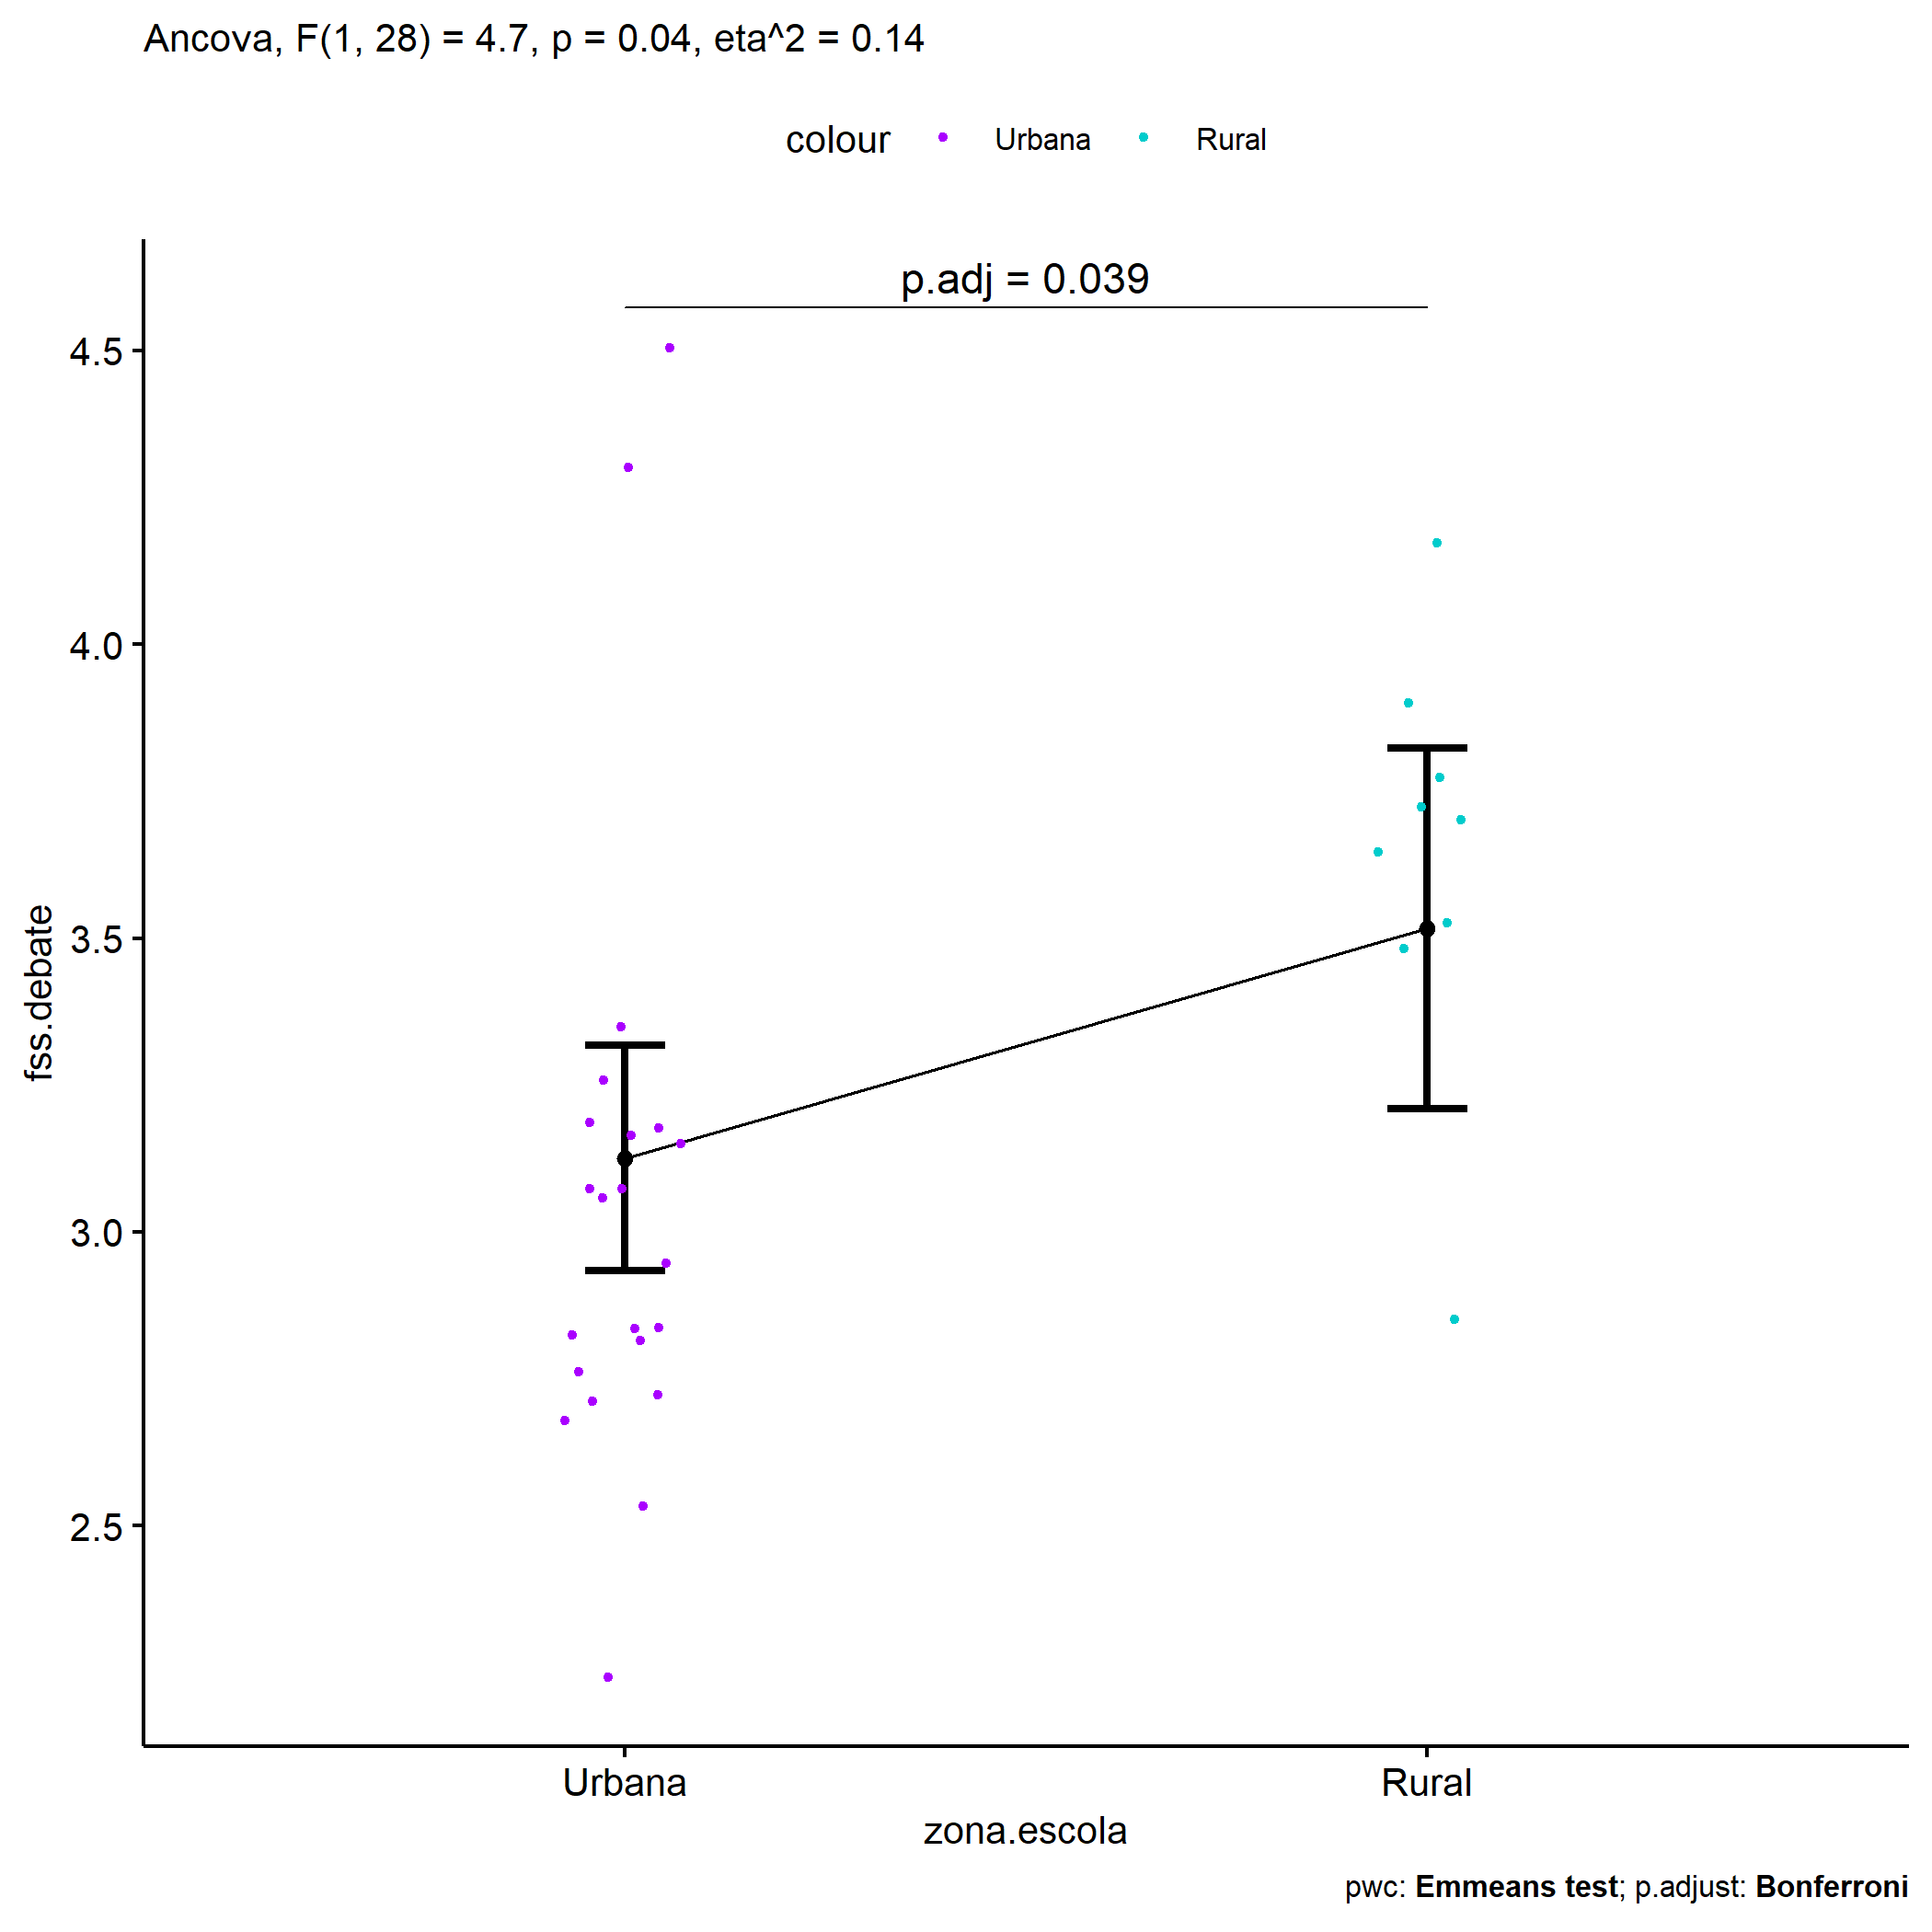 Ancova, F(1, 28) = 4.7, p = 0.04, eta^2 = 0.14
colour Urbana Rural
p.adj = 0.039
4.5
4.0
3.5
3.0
2.5
fss.debate
Urbana Rural
zona.escola
pwc: Emmeans test; p.adjust: Bonferroni